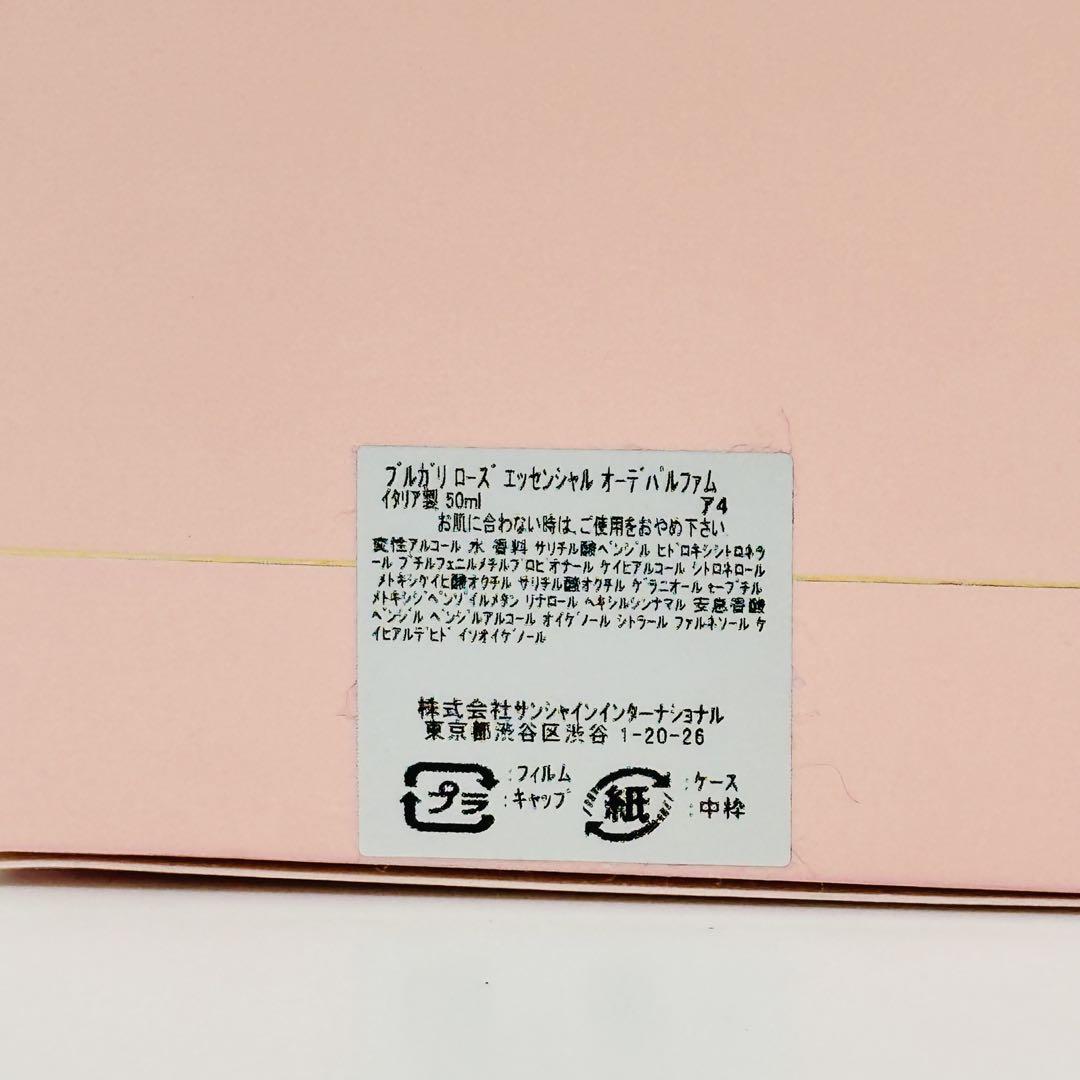 ブルガリ ローズ エッセンシャル オーデパルファム
イタリア製 50ml ア4
お肌に合わない時は、ご使用をおやめ下さい
変性アルコール 水 香料 サリチル酸ベンジル ヒドロキシシトロネラ
ール ブチルフェニルメチルプロピオナール ケイヒアルコール シトロネロール
メトキシケイヒ酸オクチル サリチル酸オクチル ゲラニオール t-ブチル
メトキシジベンゾイルメタン リナロール ヘキシルシンナマル 安息香酸
ベンジル ベンジルアルコール オイゲノール シトラール ファルネソール ケ
イヒアルデヒド イソオイゲノール
株式会社サンシャインインターナショナル
東京都渋谷区渋谷 1-20-26
プラ :フィルム :キャップ
紙 :ケース :中枠